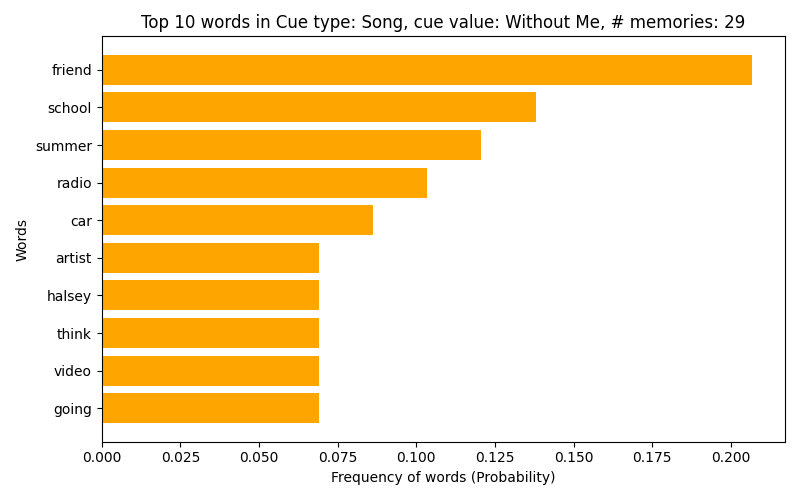 Top 10 words in Cue type: Song, cue value: Without Me, # memories: 29
friend
school
summer
radio
car
artist
halsey
think
video
going
Words
0.000 0.025 0.050 0.075 0.100 0.125 0.150 0.175 0.200
Frequency of words (Probability)